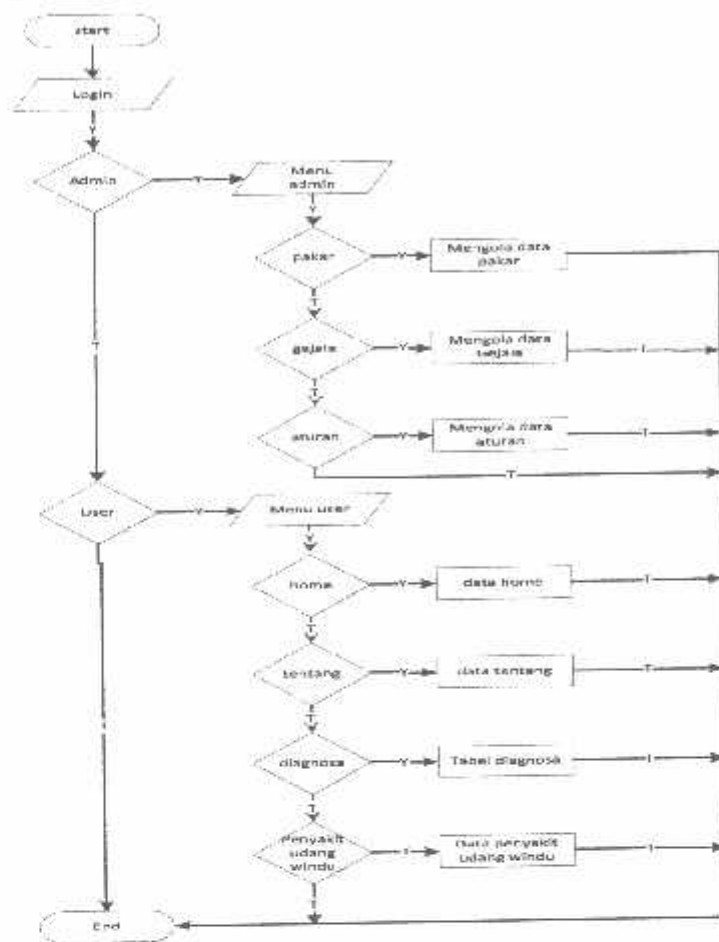 start
Login
Y
Admin
Y
Menu
admin
Y
pakar
Y
Mengola data
pakar
T
gejala
Y
Mengola data
Gejala
T
T
aturan
Y
Mengola data
aturan
T
T
T
User
Y
Menu user
Y
home
Y
data home
T
T
tentang
Y
data tentang
T
T
diagnosa
Y
Tabel diagnosa
T
T
Penyakit
udang
windu
Y
Data penyakit
udang windu
T
T
End